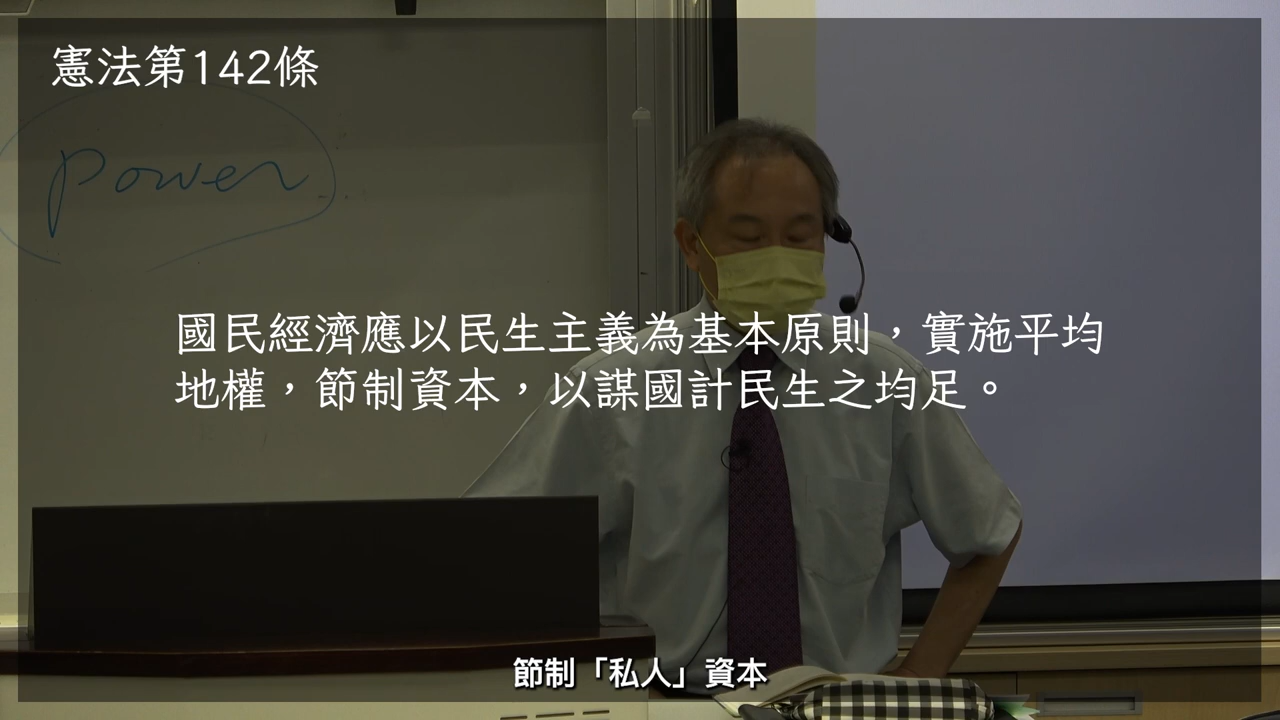 憲法第142條
power
國民經濟應以民生主義為基本原則，實施平均
地權，節制資本，以謀國計民生之均足。
節制「私人」資本